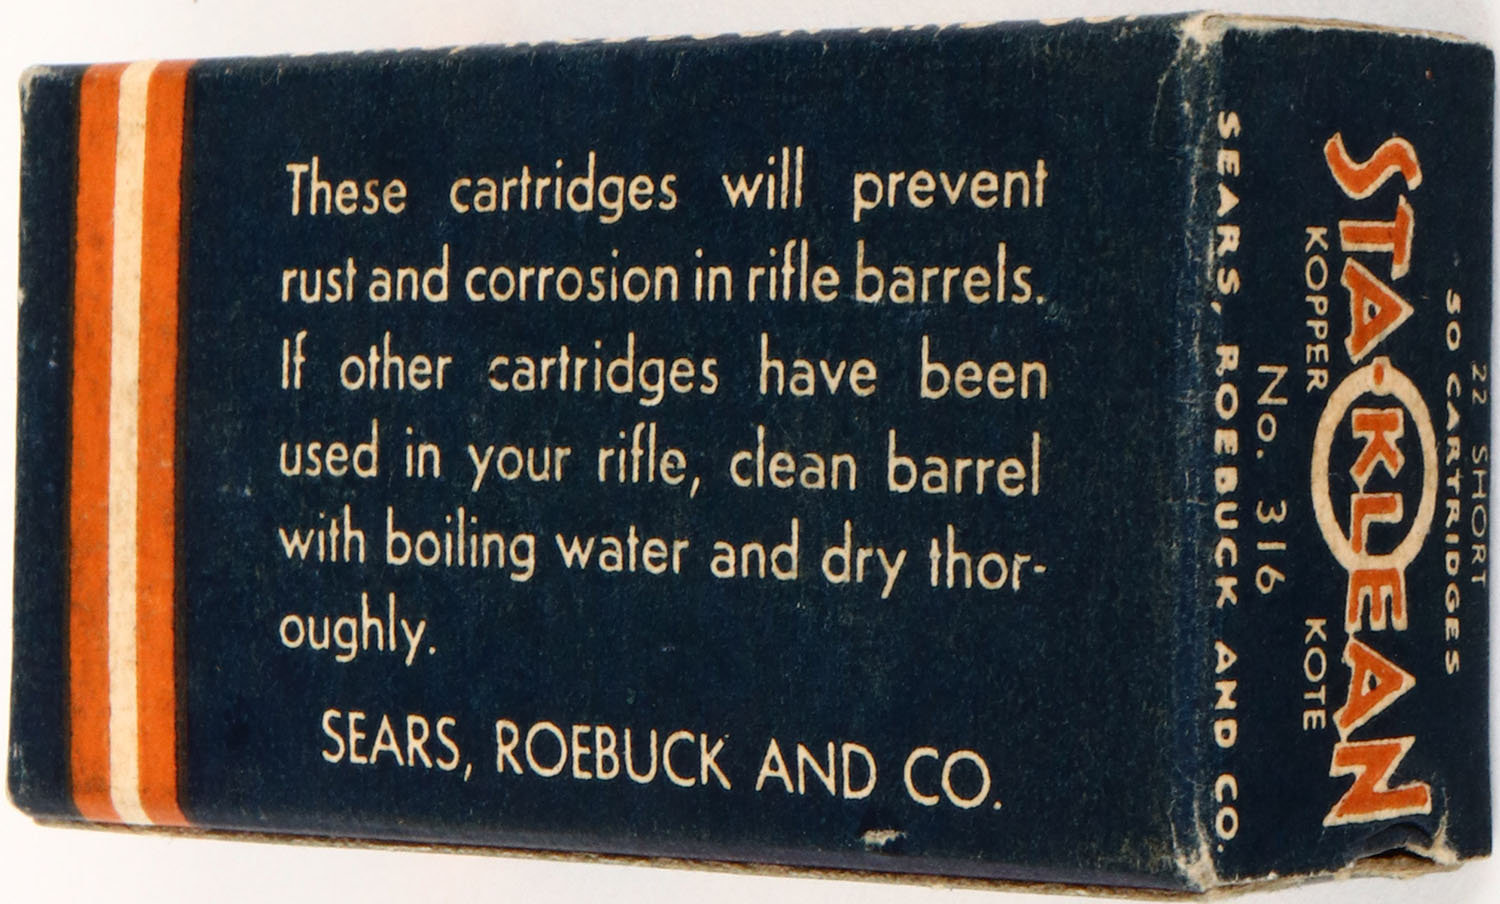 These cartridges will prevent
rust and corrosion in rifle barrels.
If other cartridges have been
used in your rifle, clean barrel
with boiling water and dry thor-
oughly.
SEARS, ROEBUCK AND CO.
22 SHORT
50 CARTRIDGES
STA·KLEAN
KOPPER KOTE
No. 316
SEARS, ROEBUCK AND CO.